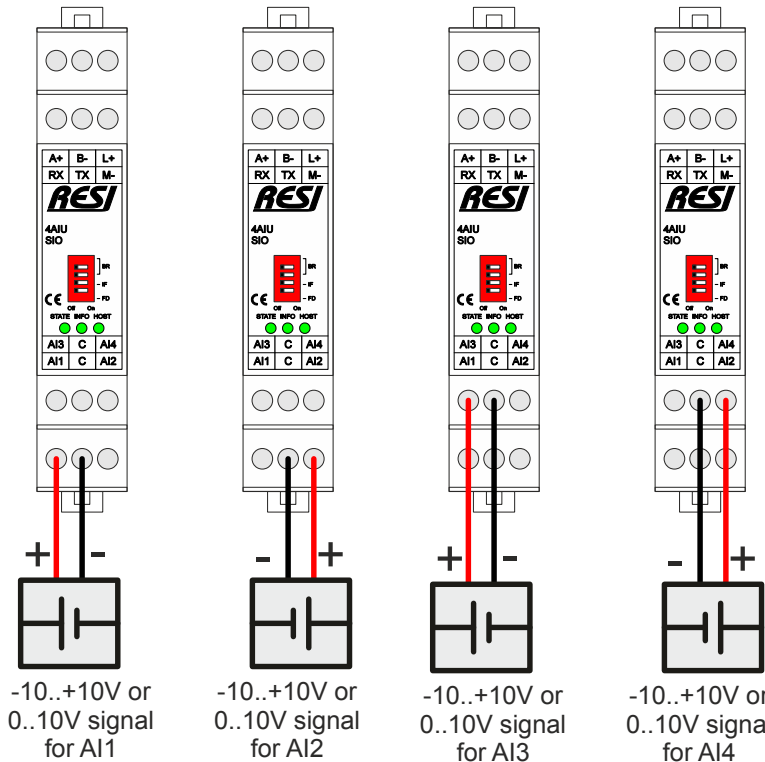 A+ B- L+
RX TX M-
RESI
4AIU
SIO
BR
IF
FD
Off On
CE
STATE INFO HOST
AI3 C AI4
AI1 C AI2
+ -
-10..+10V or
0..10V signal
for AI1
A+ B- L+
RX TX M-
RESI
4AIU
SIO
BR
IF
FD
Off On
CE
STATE INFO HOST
AI3 C AI4
AI1 C AI2
- +
-10..+10V or
0..10V signal
for AI2
A+ B- L+
RX TX M-
RESI
4AIU
SIO
BR
IF
FD
Off On
CE
STATE INFO HOST
AI3 C AI4
AI1 C AI2
+ -
-10..+10V or
0..10V signal
for AI3
A+ B- L+
RX TX M-
RESI
4AIU
SIO
BR
IF
FD
Off On
CE
STATE INFO HOST
AI3 C AI4
AI1 C AI2
- +
-10..+10V or
0..10V signa
for AI4